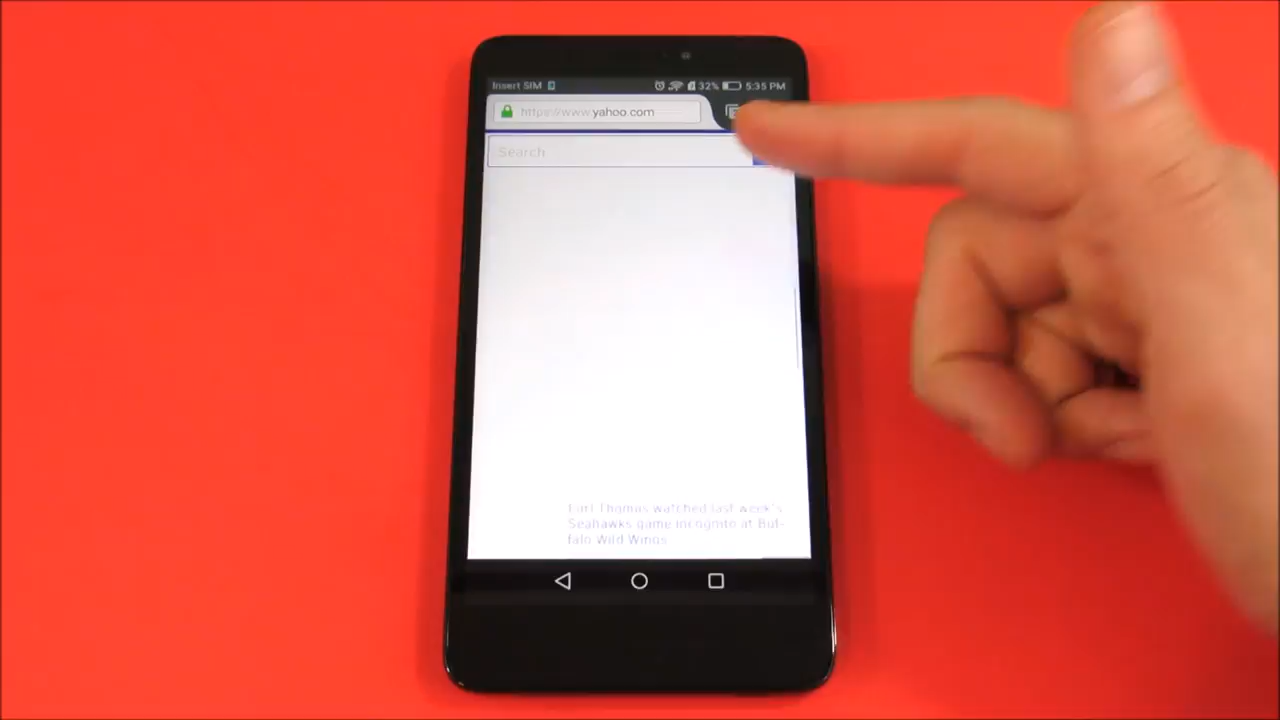 Insert SIM 32% 5:35 PM
https://www.yahoo.com
Search
Earl Thomas watched last week's
Seahawks game incognito at Buf-
falo Wild Wings